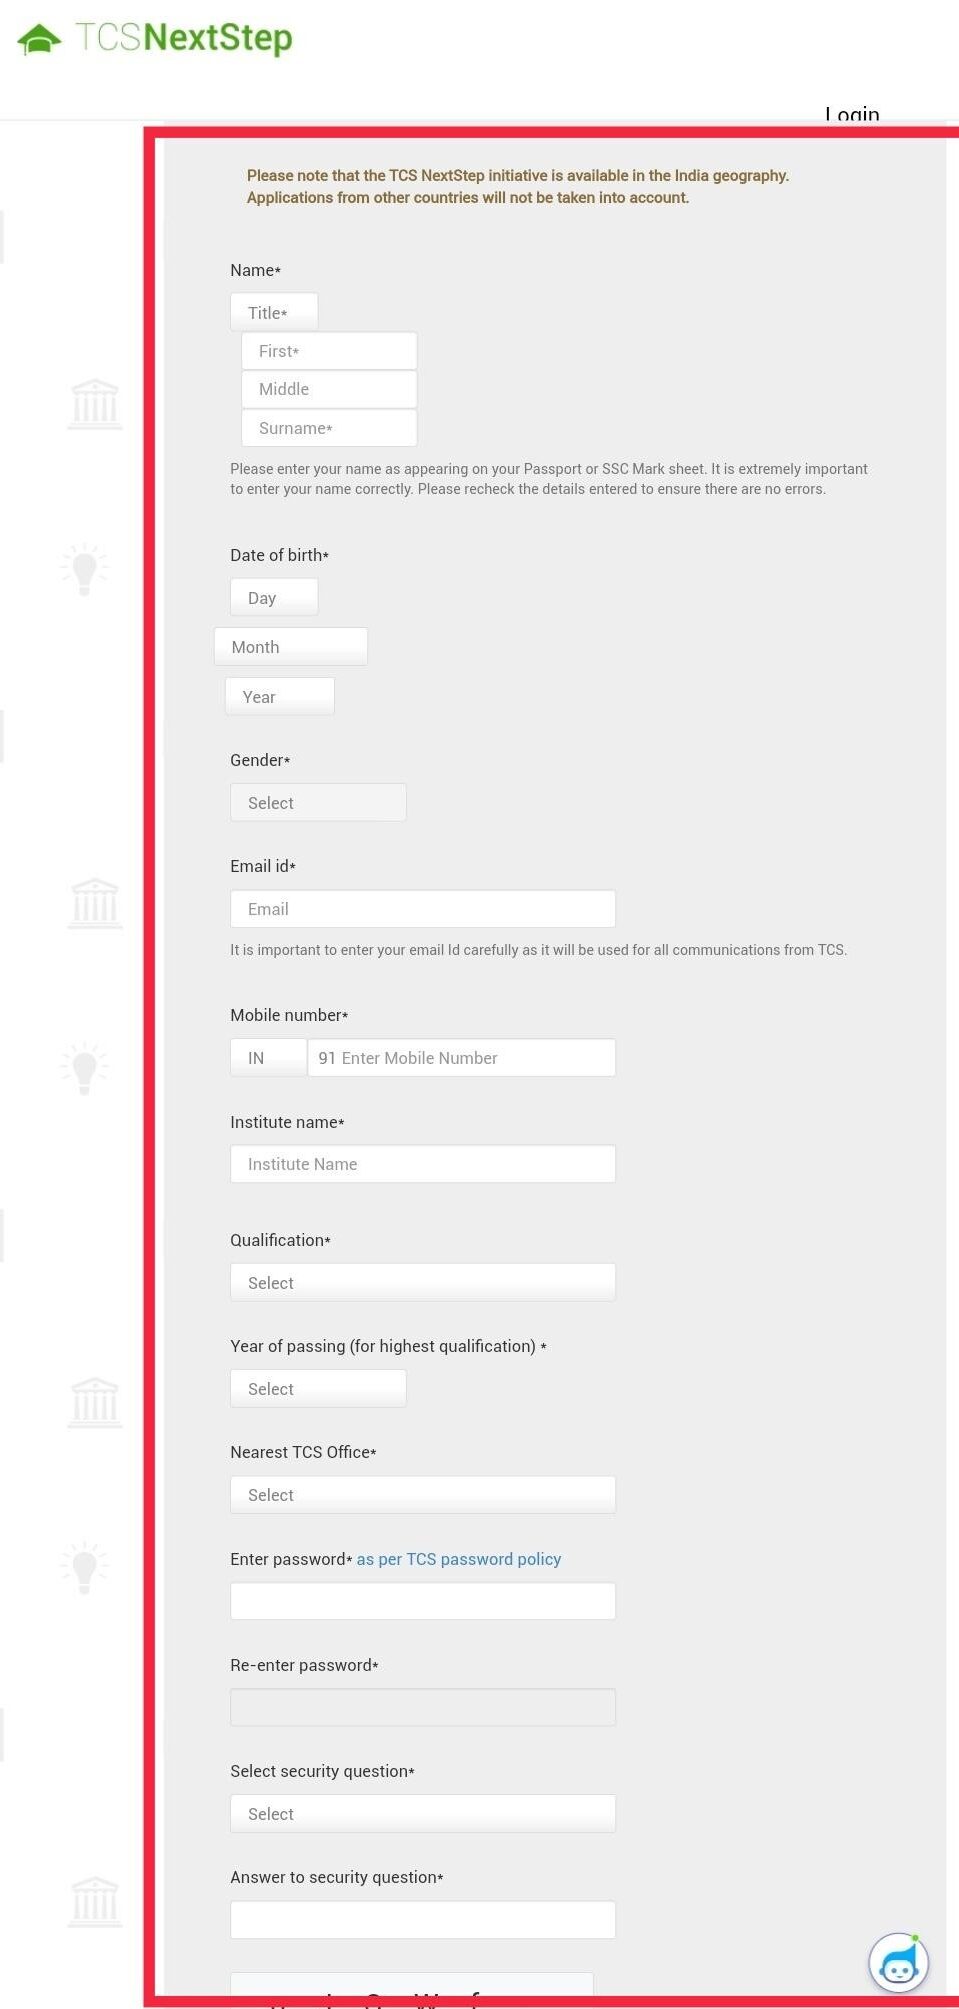 TCSNextStep
Login
Please note that the TCS NextStep initiative is available in the India geography.
Applications from other countries will not be taken into account.
Name*
Title*
First*
Middle
Surname*
Please enter your name as appearing on your Passport or SSC Mark sheet. It is extremely important
to enter your name correctly. Please recheck the details entered to ensure there are no errors.
Date of birth*
Day
Month
Year
Gender*
Select
Email id*
Email
It is important to enter your email Id carefully as it will be used for all communications from TCS.
Mobile number*
IN 91 Enter Mobile Number
Institute name*
Institute Name
Qualification*
Select
Year of passing (for highest qualification) *
Select
Nearest TCS Office*
Select
Enter password* as per TCS password policy
Re-enter password*
Select security question*
Select
Answer to security question*